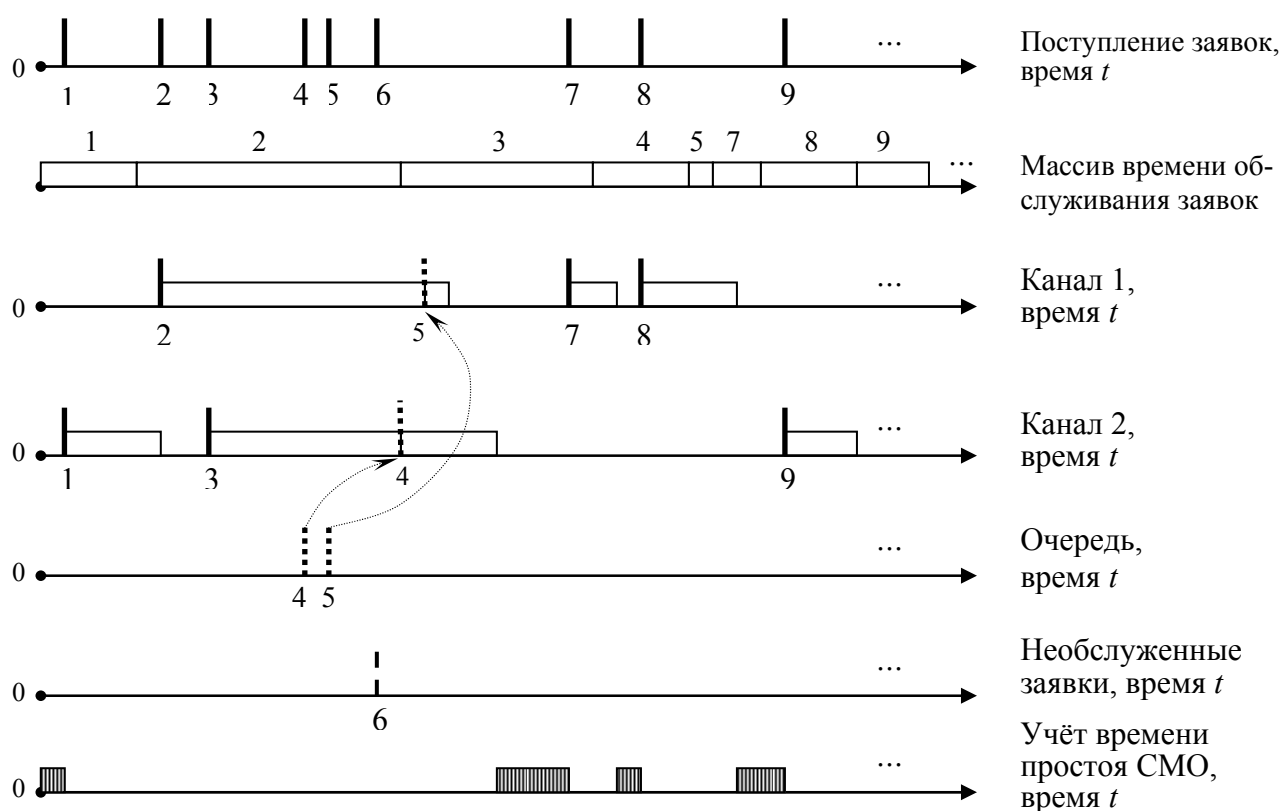 ...
Поступление заявок,
0
время t
1 2 3 4 5 6 7 8 9
1 2 3 4 5 7 8 9
...
Массив времени об-
служивания заявок
...
Канал 1,
0
время t
2 5 7 8
...
Канал 2,
0
время t
1 3 4 9
...
Очередь,
0
время t
4 5
...
Необслуженные
0
заявки, время t
6
Учёт времени
...
простоя СМО,
0
время t